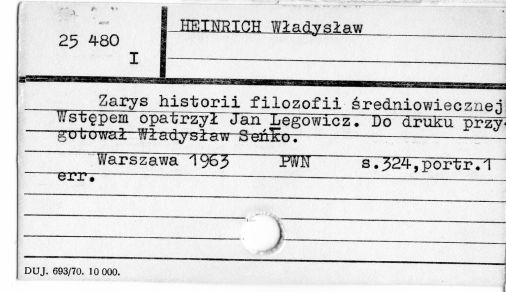 HEINRICH Władysław
25 480
I
Zarys historii filozofii średniowiecznej
Wstępem opatrzył Jan Legowicz. Do druku przy-
gotował Władysław Seńko.
Warszawa 1963 PWN s.324,portr.1
err.
DUJ. 693/70. 10 000.